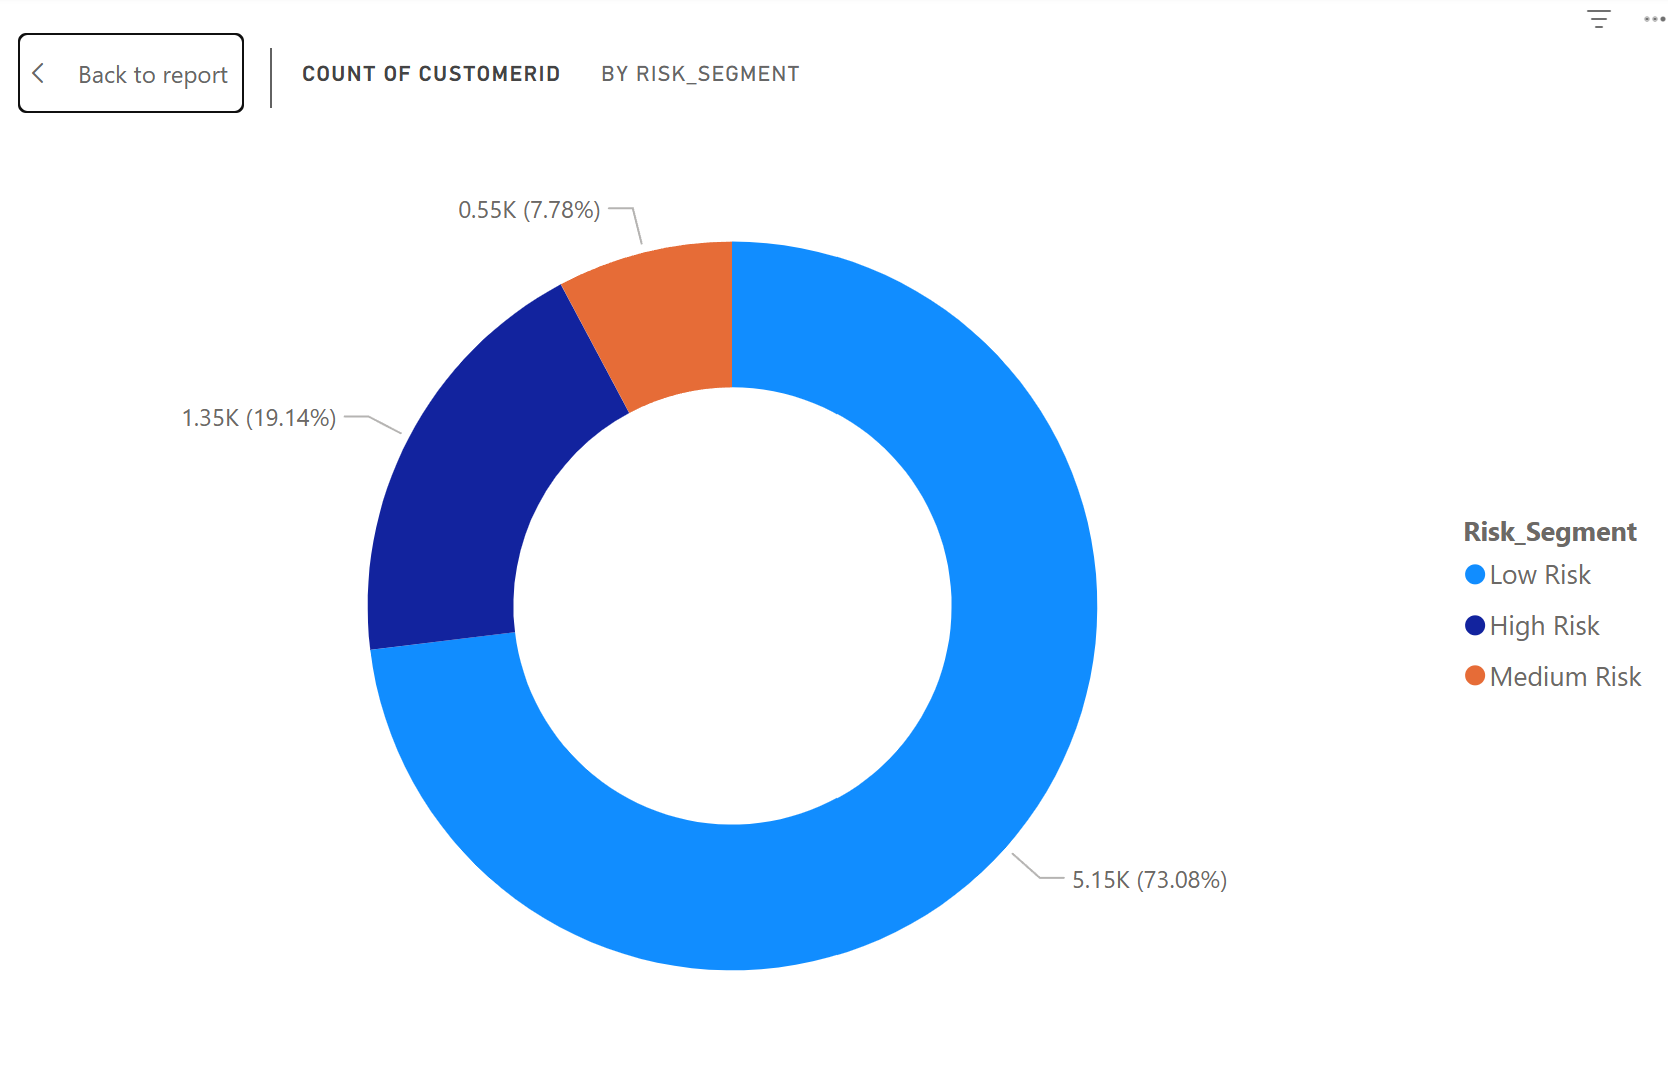 Back to report
COUNT OF CUSTOMERID BY RISK_SEGMENT
0.55K (7.78%)
1.35K (19.14%)
5.15K (73.08%)
Risk_Segment
Low Risk
High Risk
Medium Risk